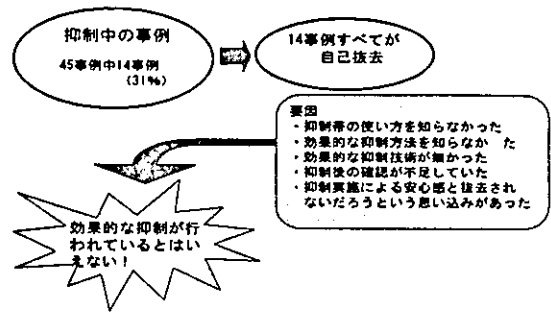 抑制中の事例
45事例中14事例
(31%)
14事例すべてが
自己抜去
要因
・抑制帯の使い方を知らなかった
・効果的な抑制方法を知らなか た
・効果的な抑制技術が細かった
・抑制後の確認が不足していた
・抑制実施による安心感と抜去され
ないだろうという思い込みがあった
効果的な抑制が行
われているとはい
えない!